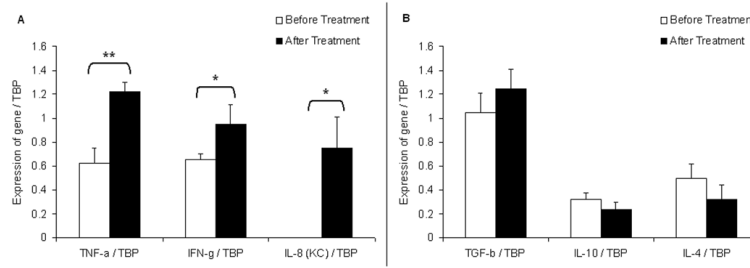 A
Before Treatment
After Treatment
Expression of gene / TBP
1.6
1.4
1.2
1
0.8
0.6
0.4
0.2
0
**
*
*
TNF-a / TBP
IFN-g / TBP
IL-8 (KC) / TBP
B
Before Treatment
After Treatment
Expression of gene / TBP
1.6
1.4
1.2
1
0.8
0.6
0.4
0.2
0
TGF-b / TBP
IL-10 / TBP
IL-4 / TBP